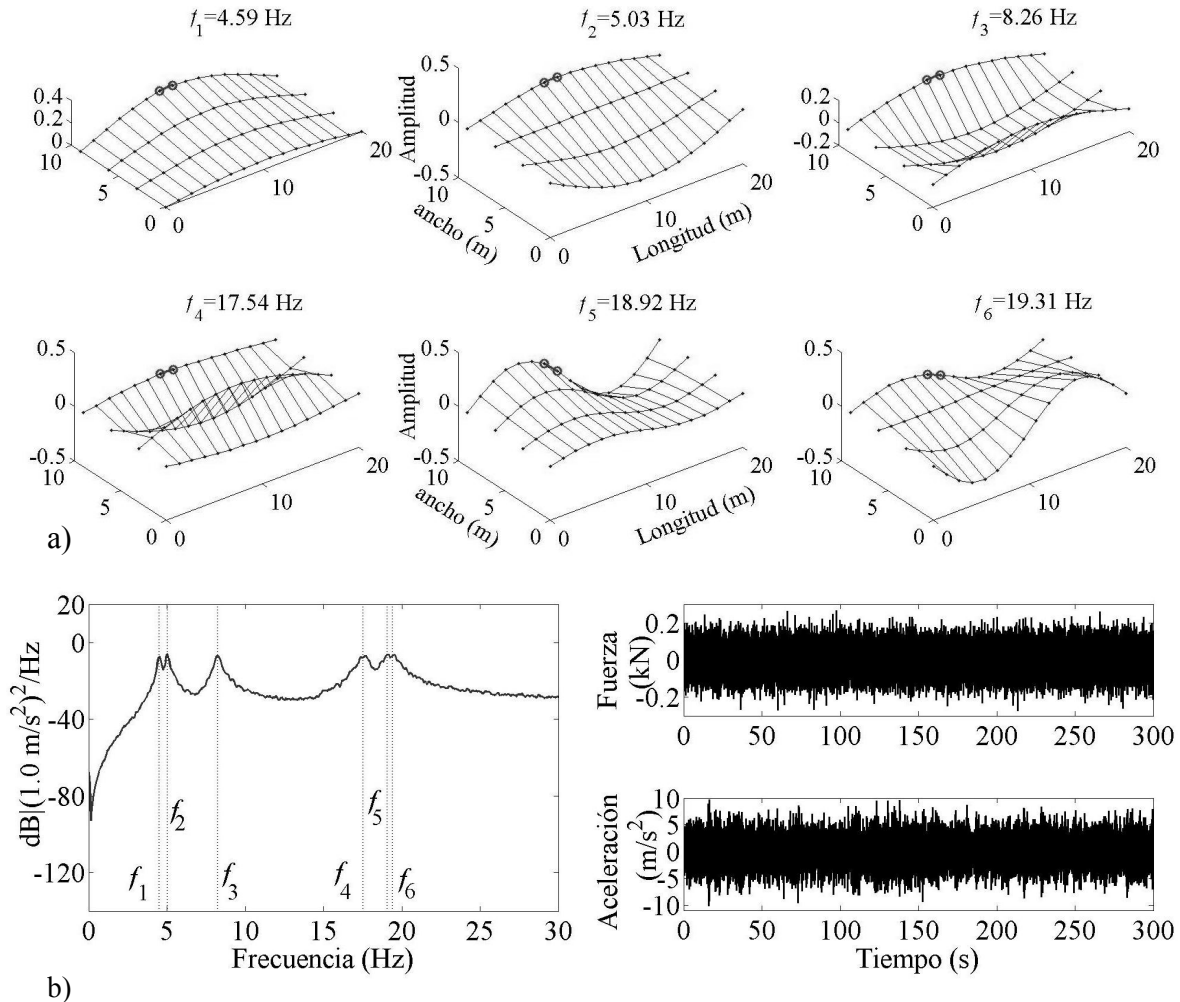 f1=4.59 Hz
f2=5.03 Hz
f3=8.26 Hz
0.4
0.2
0
10
5
0
0
10
20
Amplitud
0.5
0
-0.5
10
5
0
ancho (m)
0
10
20
Longitud (m)
0.2
0
-0.2
10
5
0
0
10
20
f4=17.54 Hz
f5=18.92 Hz
f6=19.31 Hz
0.5
0
-0.5
10
5
0
0
10
20
Amplitud
0.5
0
-0.5
10
5
0
ancho (m)
0
10
20
Longitud (m)
0.5
0
-0.5
10
5
0
0
10
20
a)
dB|(1.0 m/s²)²/Hz
20
0
-40
-80
-120
f1
f2
f3
f4
f5
f6
0 5 10 15 20 25 30
Frecuencia (Hz)
Fuerza
(kN)
0.2
0
-0.2
0 50 100 150 200 250 300
Aceleración
(m/s²)
10
5
0
-5
-10
0 50 100 150 200 250 300
Tiempo (s)
b)